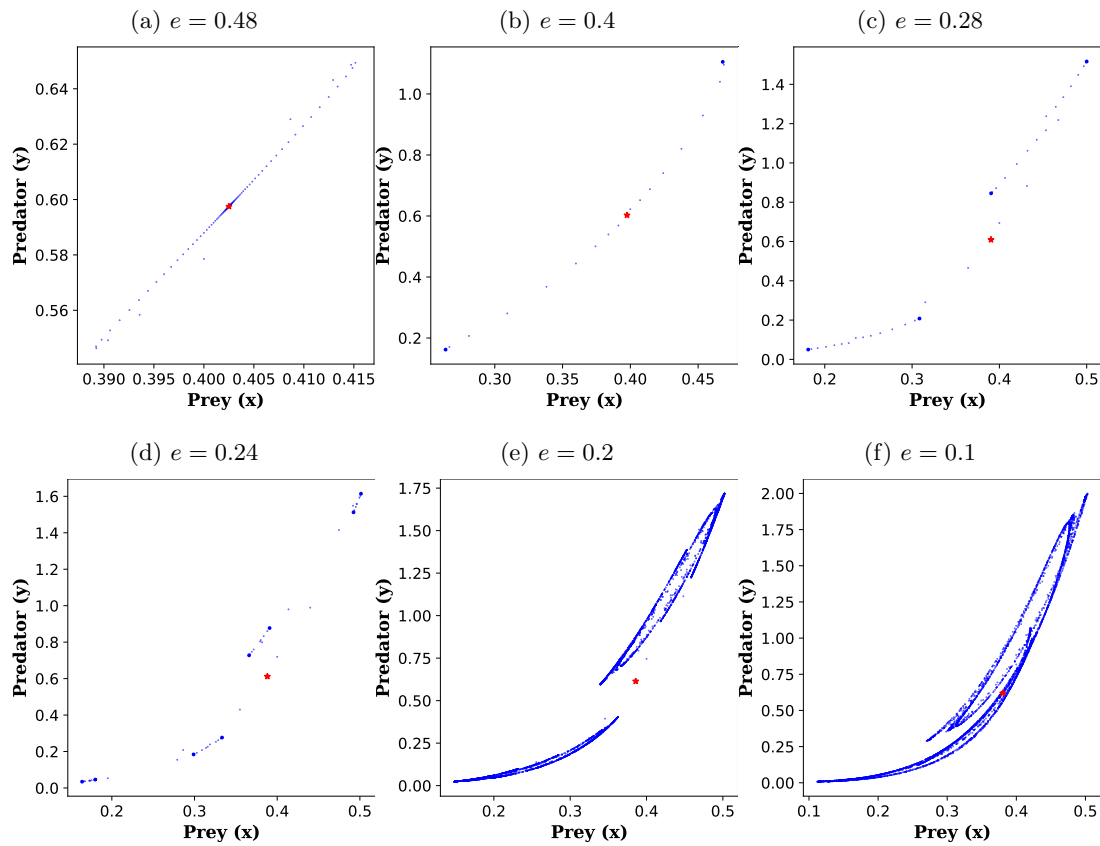 (a) e = 0.48
(b) e = 0.4
(c) e = 0.28
0.64
0.62
0.60
0.58
0.56
Predator (y)
0.390 0.395 0.400 0.405 0.410 0.415
Prey (x)
1.0
0.8
0.6
0.4
0.2
Predator (y)
0.30 0.35 0.40 0.45
Prey (x)
1.4
1.2
1.0
0.8
0.6
0.4
0.2
0.0
Predator (y)
0.2 0.3 0.4 0.5
Prey (x)
(d) e = 0.24
(e) e = 0.2
(f) e = 0.1
1.6
1.4
1.2
1.0
0.8
0.6
0.4
0.2
0.0
Predator (y)
0.2 0.3 0.4 0.5
Prey (x)
1.75
1.50
1.25
1.00
0.75
0.50
0.25
0.00
Predator (y)
0.2 0.3 0.4 0.5
Prey (x)
2.00
1.75
1.50
1.25
1.00
0.75
0.50
0.25
0.00
Predator (y)
0.1 0.2 0.3 0.4 0.5
Prey (x)